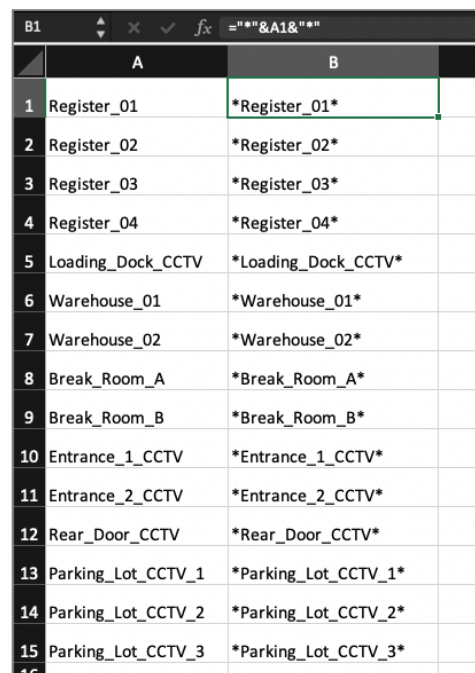 B1 fx ="*"&A1&"*"
A B
1 Register_01 *Register_01*
2 Register_02 *Register_02*
3 Register_03 *Register_03*
4 Register_04 *Register_04*
5 Loading_Dock_CCTV *Loading_Dock_CCTV*
6 Warehouse_01 *Warehouse_01*
7 Warehouse_02 *Warehouse_02*
8 Break_Room_A *Break_Room_A*
9 Break_Room_B *Break_Room_B*
10 Entrance_1_CCTV *Entrance_1_CCTV*
11 Entrance_2_CCTV *Entrance_2_CCTV*
12 Rear_Door_CCTV *Rear_Door_CCTV*
13 Parking_Lot_CCTV_1 *Parking_Lot_CCTV_1*
14 Parking_Lot_CCTV_2 *Parking_Lot_CCTV_2*
15 Parking_Lot_CCTV_3 *Parking_Lot_CCTV_3*